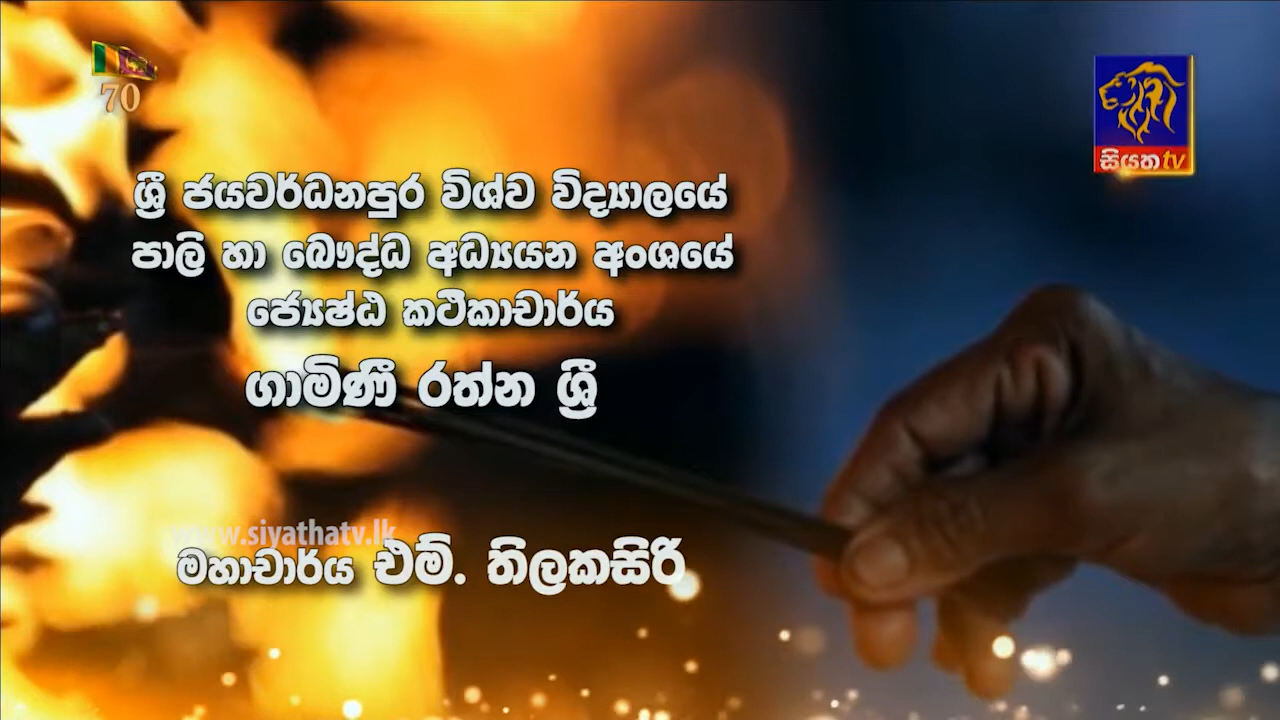 70
සියත tv
ශ්‍රී ජයවර්ධනපුර විශ්ව විද්‍යාලයේ
පාලි හා බෞද්ධ අධ්‍යයන අංශයේ
ජ්‍යෙෂ්ඨ කථිකාචාර්ය
ගාමිණී රත්න ශ්‍රී
www.siyathatv.lk
මහාචාර්ය එම්. තිලකසිරි